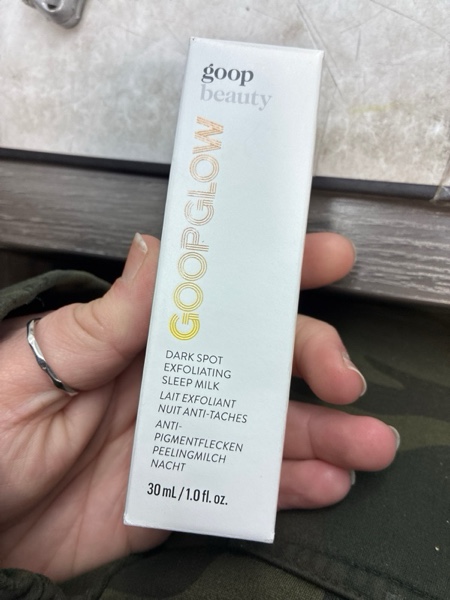 goop
beauty
GOOPGLOW
DARK SPOT
EXFOLIATING
SLEEP MILK
LAIT EXFOLIANT
NUIT ANTI-TACHES
ANTI-
PIGMENTFLECKEN
PEELINGMILCH
NACHT
30 mL / 1.0 fl. oz.